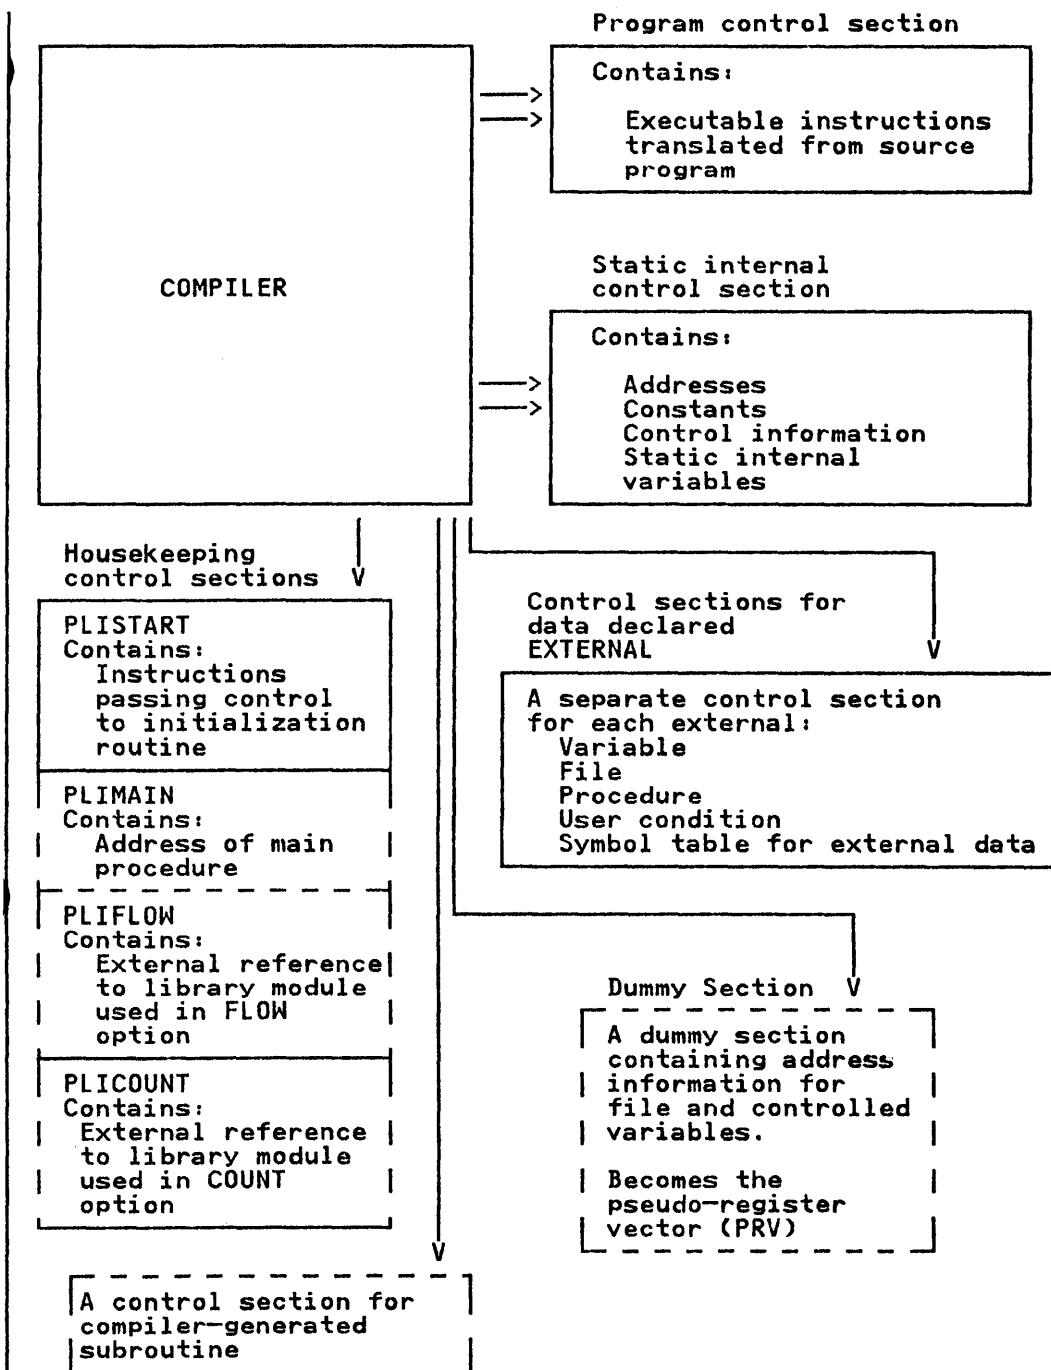 Program control section
Contains:
Executable instructions
translated from source
program
COMPILER
Static internal
control section
Contains:
Addresses
Constants
Control information
Static internal
variables
Housekeeping
control sections
PLISTART
Contains:
Instructions
passing control
to initialization
routine
PLIMAIN
Contains:
Address of main
procedure
PLIFLOW
Contains:
External reference
to library module
used in FLOW
option
PLICOUNT
Contains:
External reference
to library module
used in COUNT
option
Control sections for
data declared
EXTERNAL
A separate control section
for each external:
Variable
File
Procedure
User condition
Symbol table for external data
Dummy Section
A dummy section
containing address
information for
file and controlled
variables.
Becomes the
pseudo-register
vector (PRV)
A control section for
compiler-generated
subroutine